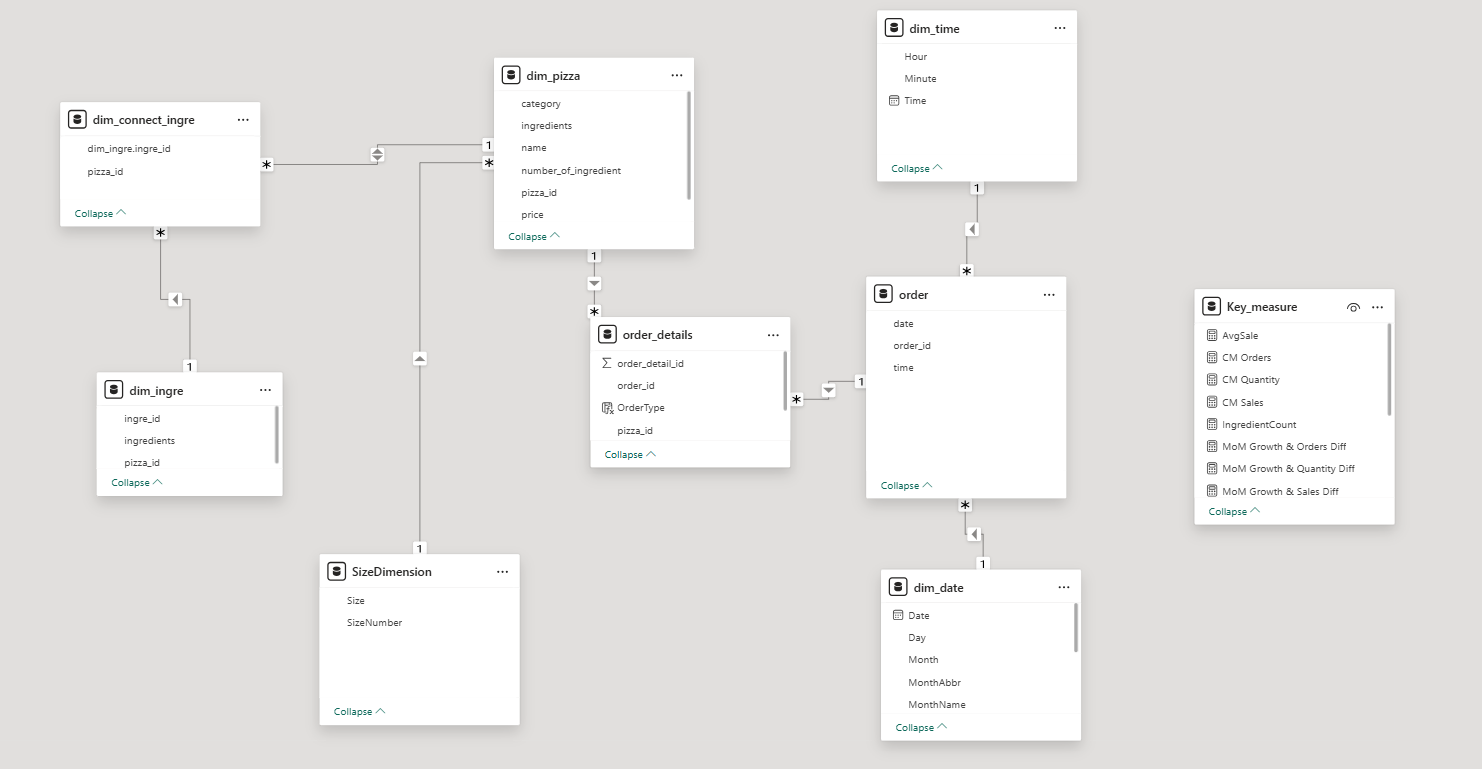 dim_time
Hour
Minute
Time
Collapse
1
dim_pizza
category
ingredients
name
number_of_ingredient
pizza_id
price
Collapse
1
*
1
dim_connect_ingre
dim_ingre.ingre_id
pizza_id
Collapse
*
*
1
dim_ingre
ingre_id
ingredients
pizza_id
Collapse
*
order_details
order_detail_id
order_id
OrderType
pizza_id
Collapse
*
1
*
order
date
order_id
time
Collapse
*
1
Key_measure
AvgSale
CM Orders
CM Quantity
CM Sales
IngredientCount
MoM Growth & Orders Diff
MoM Growth & Quantity Diff
MoM Growth & Sales Diff
Collapse
1
SizeDimension
Size
SizeNumber
Collapse
dim_date
Date
Day
Month
MonthAbbr
MonthName
Collapse